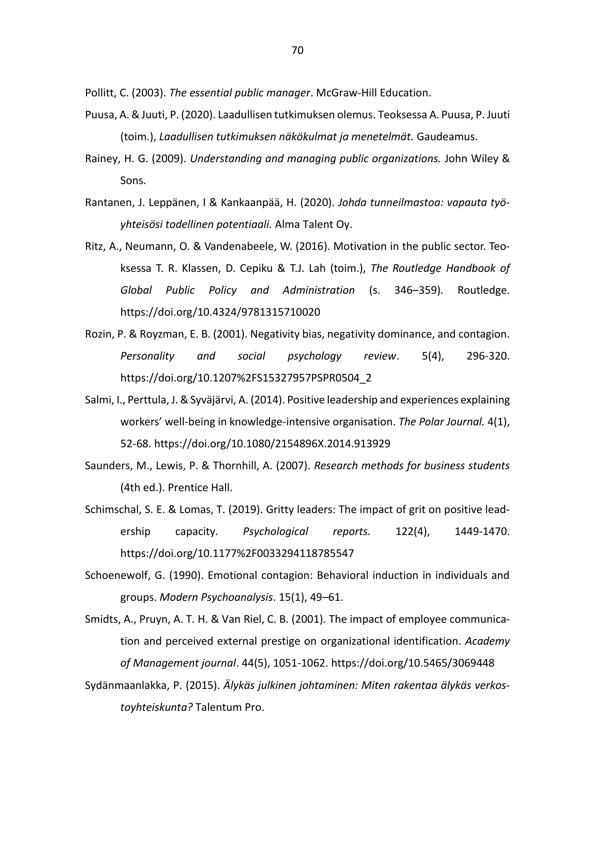 70
Pollitt, C. (2003). The essential public manager. McGraw-Hill Education.
Puusa, A. & Juuti, P. (2020). Laadullisen tutkimuksen olemus. Teoksessa A. Puusa, P. Juuti
(toim.), Laadullisen tutkimuksen näkökulmat ja menetelmät. Gaudeamus.
Rainey, H. G. (2009). Understanding and managing public organizations. John Wiley &
Sons.
Rantanen, J. Leppänen, I & Kankaanpää, H. (2020). Johda tunneilmastoa: vapauta työ-
yhteisösi todellinen potentiaali. Alma Talent Oy.
Ritz, A., Neumann, O. & Vandenabeele, W. (2016). Motivation in the public sector. Teo-
ksessa T. R. Klassen, D. Cepiku & T.J. Lah (toim.), The Routledge Handbook of
Global Public Policy and Administration (s. 346–359). Routledge.
https://doi.org/10.4324/9781315710020
Rozin, P. & Royzman, E. B. (2001). Negativity bias, negativity dominance, and contagion.
Personality and social psychology review. 5(4), 296-320.
https://doi.org/10.1207%2FS15327957PSPR0504_2
Salmi, I., Perttula, J. & Syväjärvi, A. (2014). Positive leadership and experiences explaining
workers’ well-being in knowledge-intensive organisation. The Polar Journal. 4(1),
52-68. https://doi.org/10.1080/2154896X.2014.913929
Saunders, M., Lewis, P. & Thornhill, A. (2007). Research methods for business students
(4th ed.). Prentice Hall.
Schimschal, S. E. & Lomas, T. (2019). Gritty leaders: The impact of grit on positive lead-
ership capacity. Psychological reports. 122(4), 1449-1470.
https://doi.org/10.1177%2F0033294118785547
Schoenewolf, G. (1990). Emotional contagion: Behavioral induction in individuals and
groups. Modern Psychoanalysis. 15(1), 49–61.
Smidts, A., Pruyn, A. T. H. & Van Riel, C. B. (2001). The impact of employee communica-
tion and perceived external prestige on organizational identification. Academy
of Management journal. 44(5), 1051-1062. https://doi.org/10.5465/3069448
Sydänmaanlakka, P. (2015). Älykäs julkinen johtaminen: Miten rakentaa älykäs verkos-
toyhteiskunta? Talentum Pro.